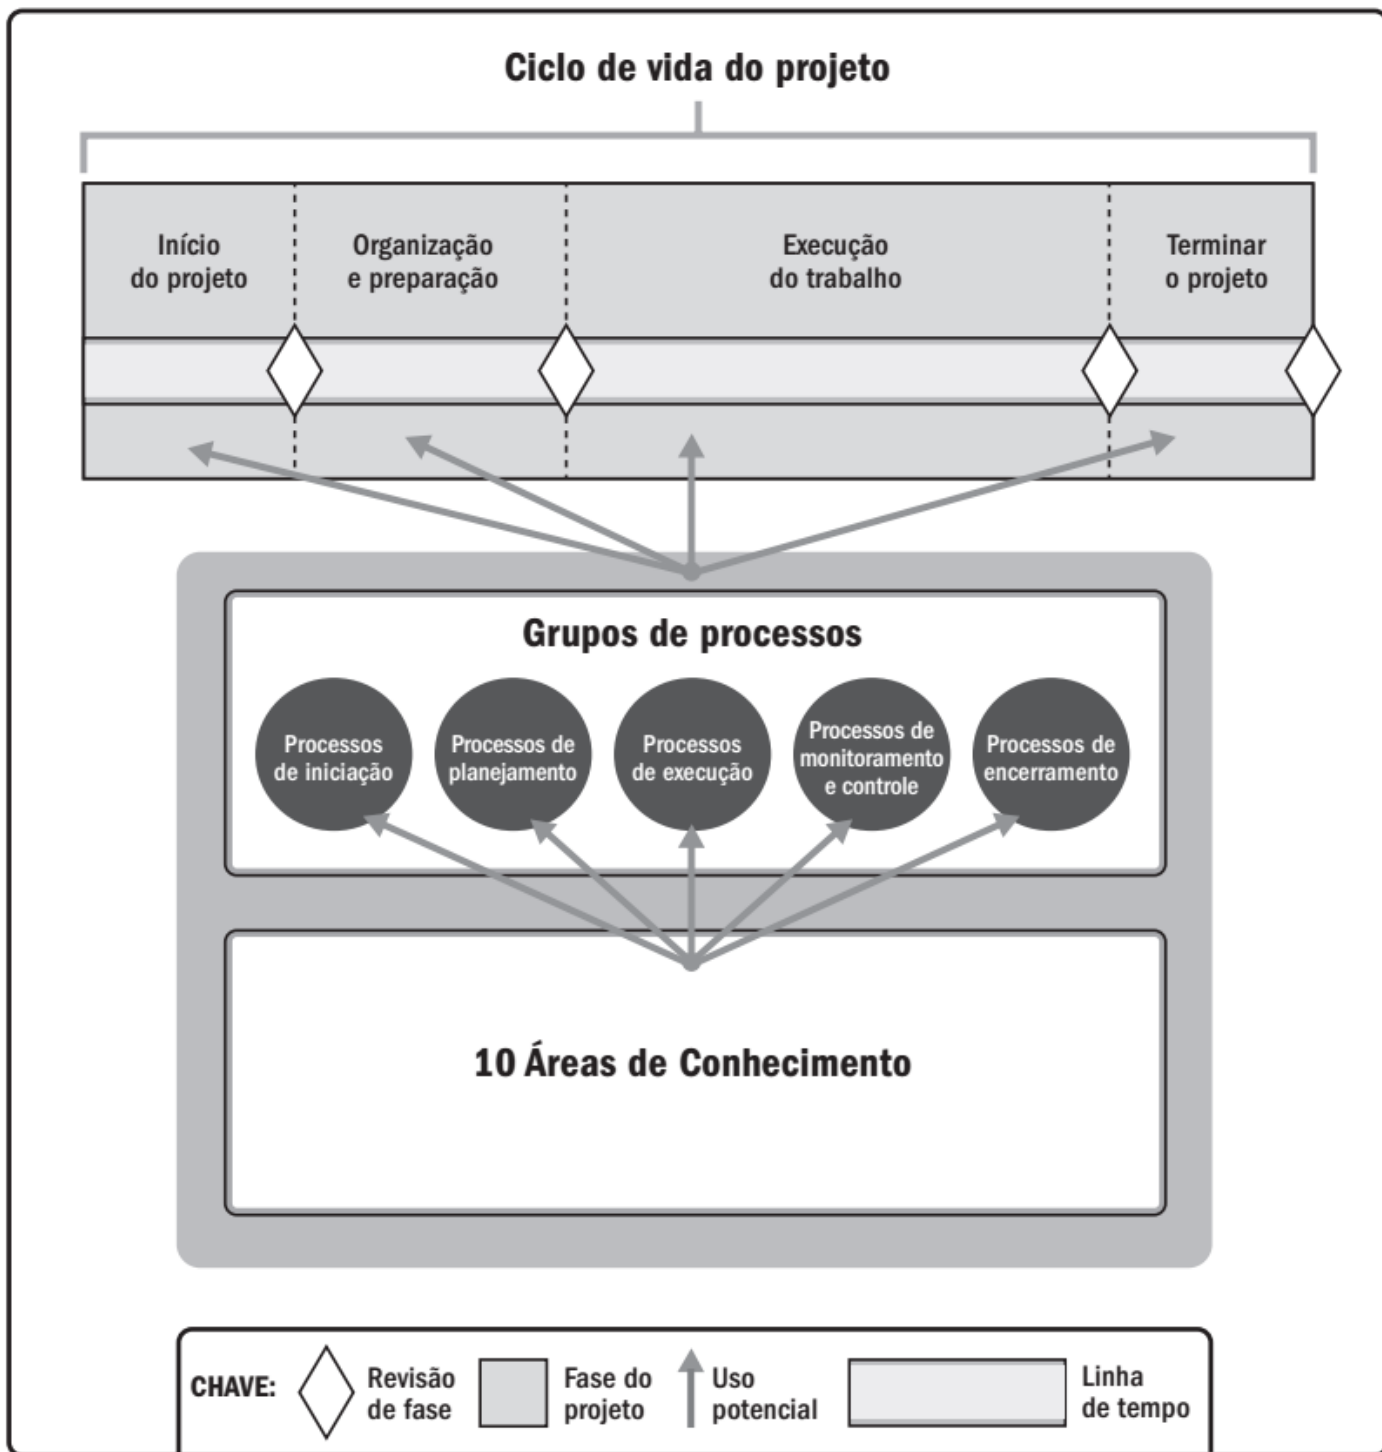 Ciclo de vida do projeto
Início
do projeto
Organização
e preparação
Execução
do trabalho
Terminar
o projeto
Grupos de processos
Processos
de iniciação
Processos de
planejamento
Processos
de execução
Processos de
monitoramento
e controle
Processos de
encerramento
10 Áreas de Conhecimento
CHAVE:
Revisão
de fase
Fase do
projeto
Uso
potencial
Linha
de tempo